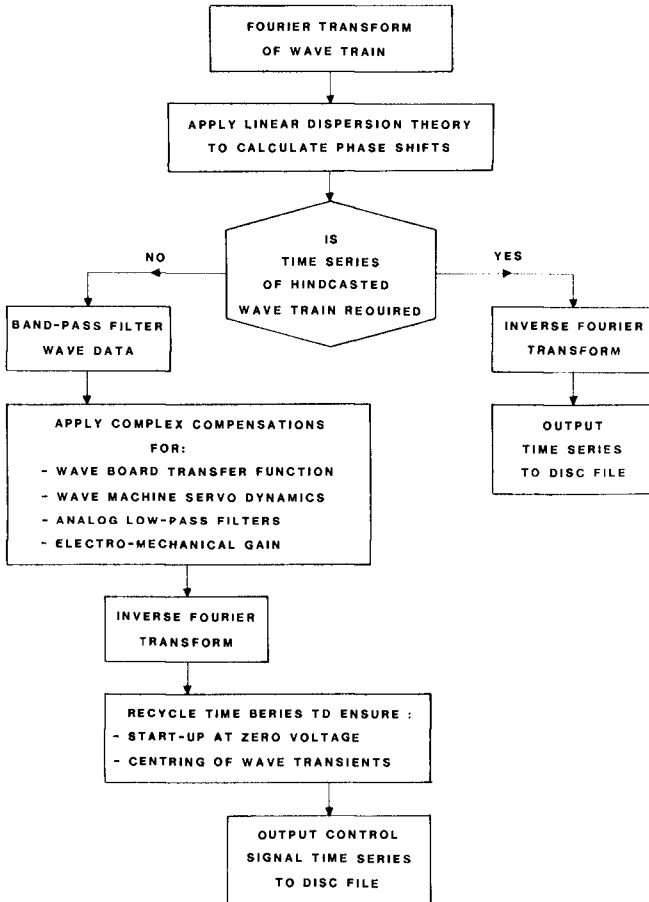 FOURIER TRANSFORM
OF WAVE TRAIN
APPLY LINEAR DISPERSION THEORY
TO CALCULATE PHASE SHIFTS
IS
TIME SERIES
OF HINDCASTED
WAVE TRAIN REQUIRED
NO
YES
BAND-PASS FILTER
WAVE DATA
INVERSE FOURIER
TRANSFORM
APPLY COMPLEX COMPENSATIONS
FOR:
- WAVE BOARD TRANSFER FUNCTION
- WAVE MACHINE SERVO DYNAMICS
- ANALOG LOW-PASS FILTERS
- ELECTRO-MECHANICAL GAIN
OUTPUT
TIME SERIES
TO DISC FILE
INVERSE FOURIER
TRANSFORM
RECYCLE TIME BERIES TD ENSURE :
- START-UP AT ZERO VOLTAGE
- CENTRING OF WAVE TRANSIENTS
OUTPUT CONTROL
SIGNAL TIME SERIES
TO DISC FILE